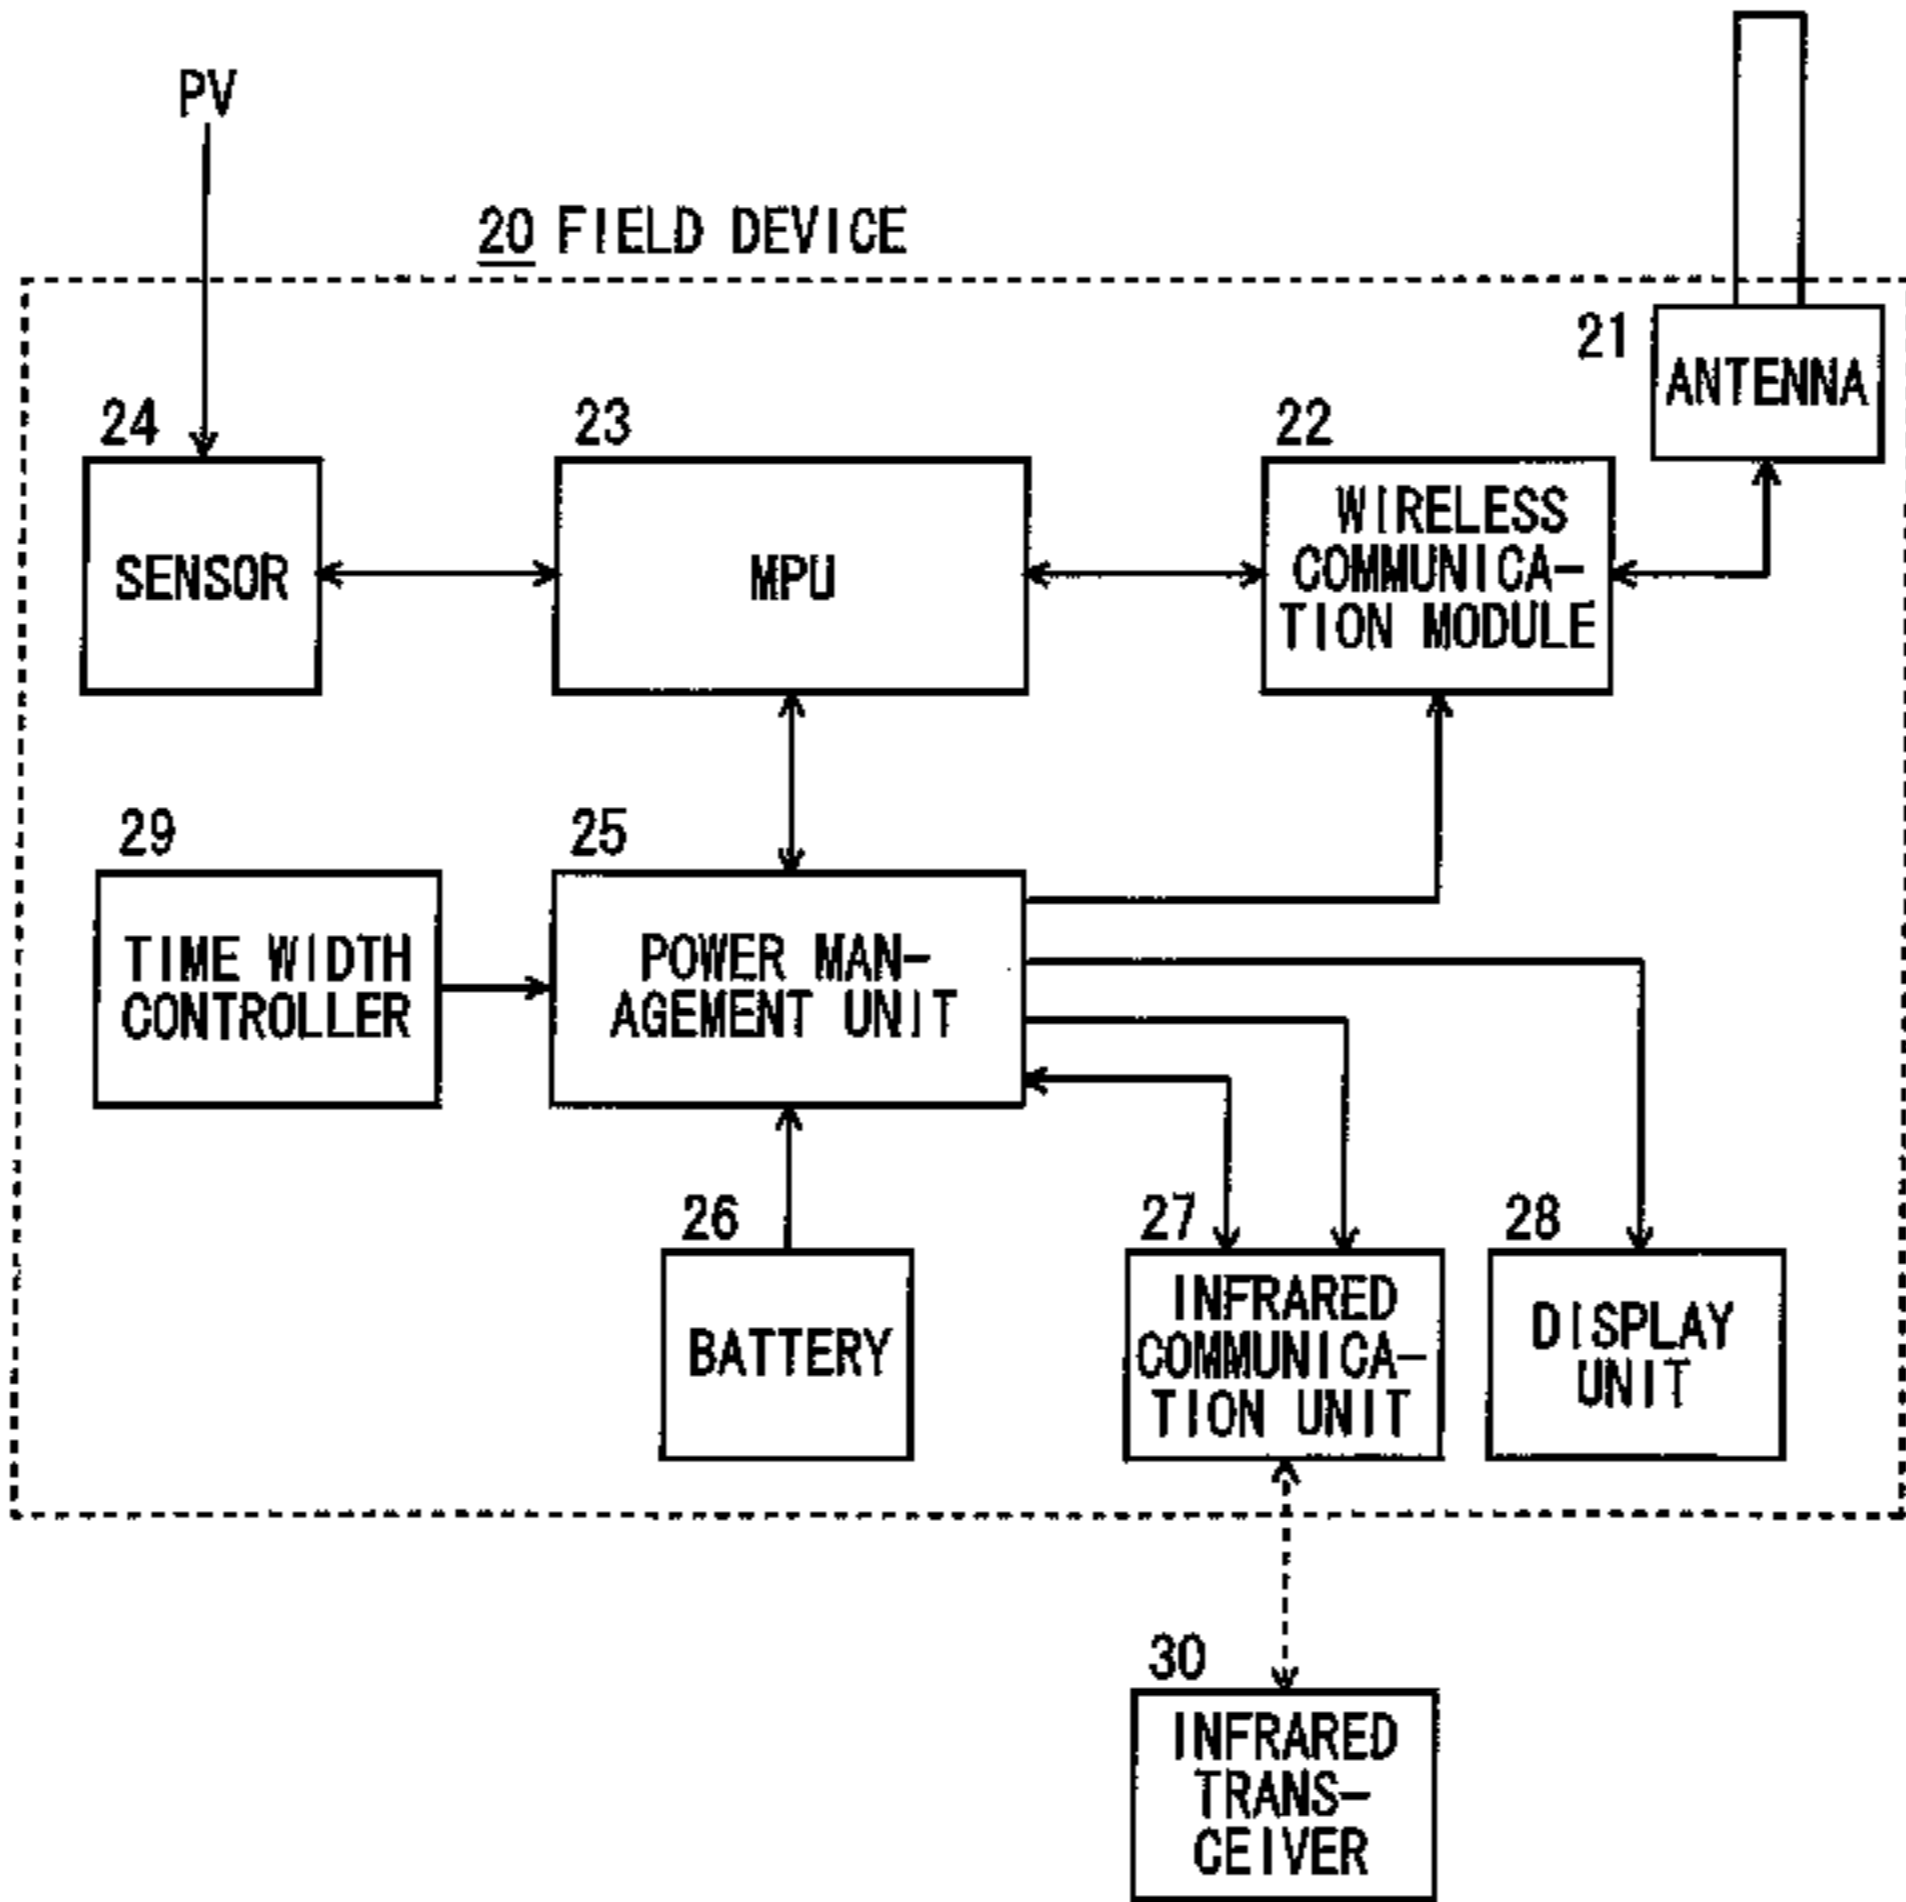 PV
20 FIELD DEVICE
21
ANTENNA
24
SENSOR
23
MPU
22
WIRELESS
COMMUNICA-
TION MODULE
29
TIME WIDTH
CONTROLLER
25
POWER MAN-
AGEMENT UNIT
26
BATTERY
27
INFRARED
COMMUNICA-
TION UNIT
28
DISPLAY
UNIT
30
INFRARED
TRANS-
CEIVER